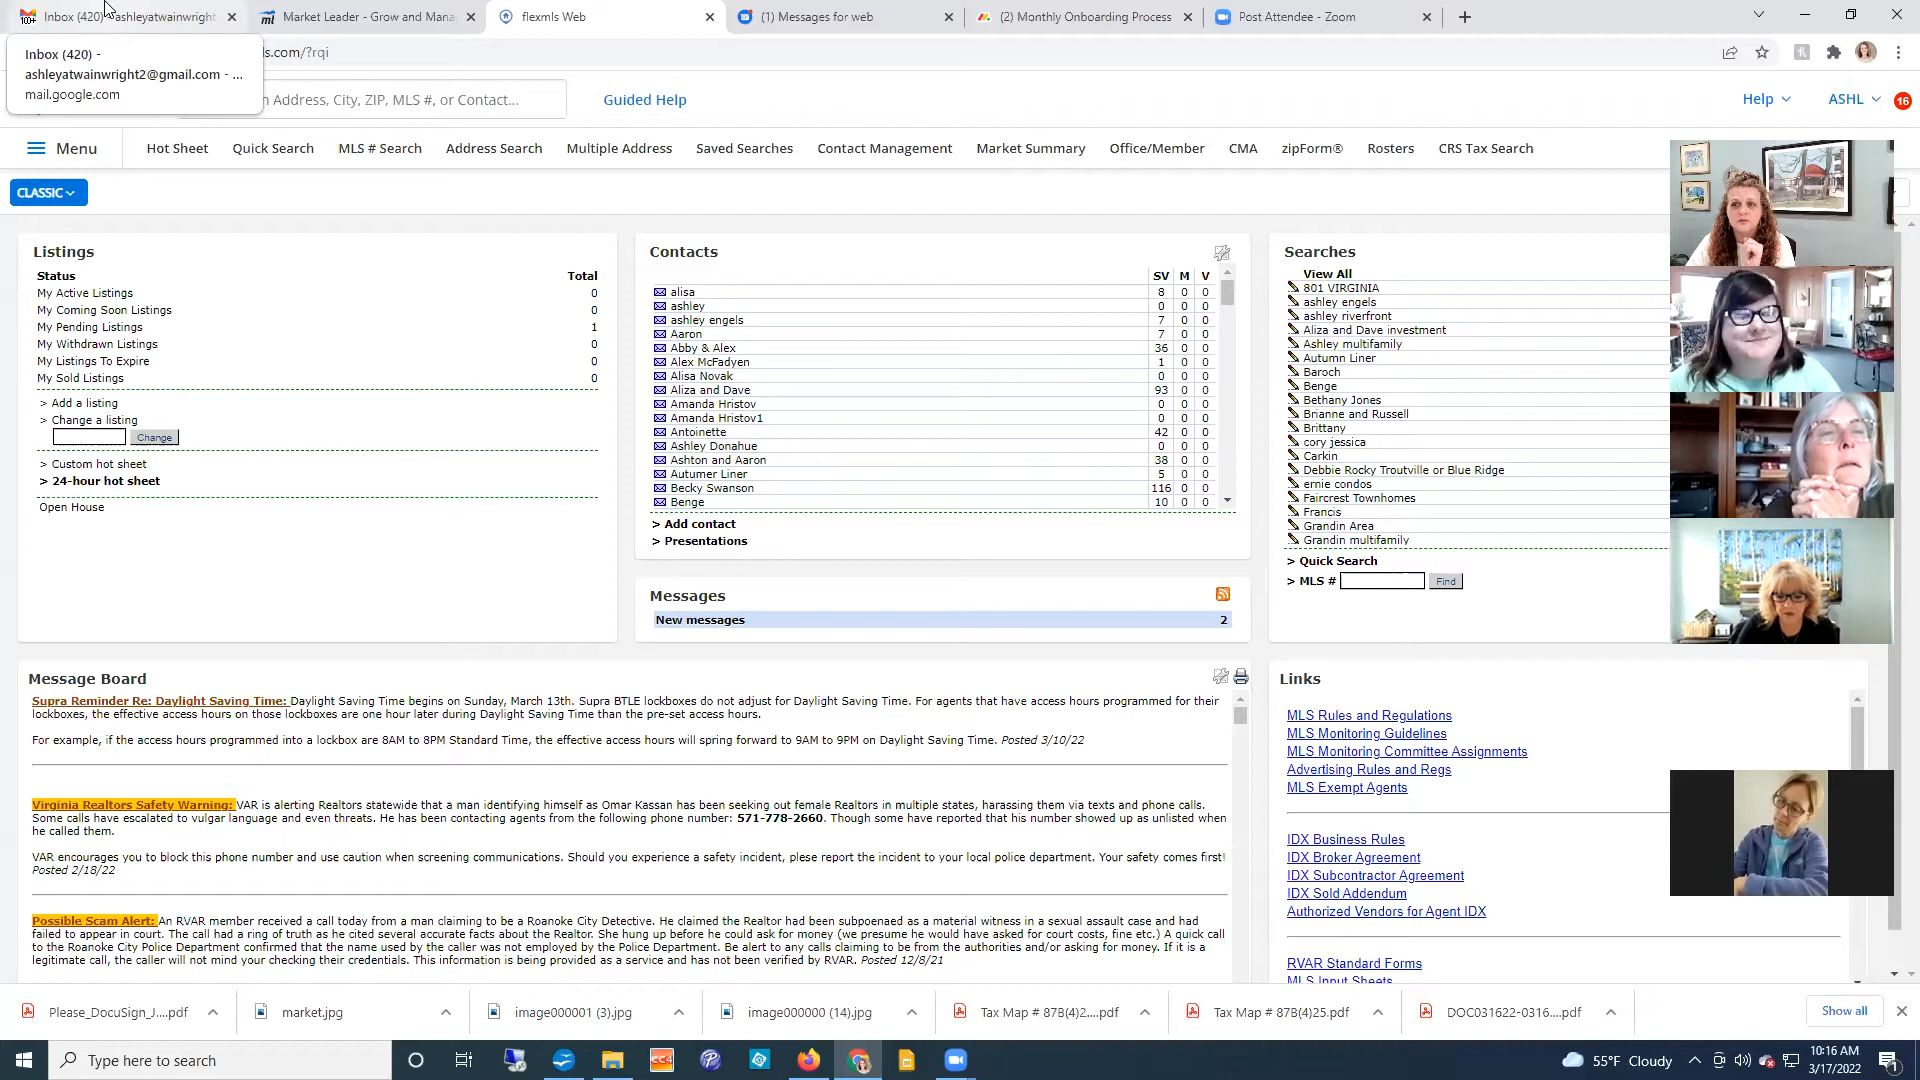 Inbox (420) - ashleyatwainwright
Market Leader - Grow and Mana
flexmls Web
(1) Messages for web
(2) Monthly Onboarding Process
Post Attendee - Zoom
Inbox (420) -
ashleyatwainwright2@gmail.com - ...
mail.google.com
ls.com/?rqi
Address, City, ZIP, MLS #, or Contact...
Guided Help
Help
ASHL
16
Menu
Hot Sheet
Quick Search
MLS # Search
Address Search
Multiple Address
Saved Searches
Contact Management
Market Summary
Office/Member
CMA
zipForm®
Rosters
CRS Tax Search
CLASSIC
Listings
Status Total
My Active Listings 0
My Coming Soon Listings 0
My Pending Listings 1
My Withdrawn Listings 0
My Listings To Expire 0
My Sold Listings 0
> Add a listing
> Change a listing
Change
> Custom hot sheet
> 24-hour hot sheet
Open House
Contacts
SV M V
alisa 8 0 0
ashley 0 0 0
ashley engels 7 0 0
Aaron 7 0 0
Abby & Alex 36 0 0
Alex McFadyen 1 0 0
Alisa Novak 0 0 0
Aliza and Dave 93 0 0
Amanda Hristov 0 0 0
Amanda Hristov1 0 0 0
Antoinette 42 0 0
Ashley Donahue 0 0 0
Ashton and Aaron 38 0 0
Autumer Liner 5 0 0
Becky Swanson 116 0 0
Benge 10 0 0
> Add contact
> Presentations
Messages
New messages 2
Searches
View All
801 VIRGINIA
ashley engels
ashley riverfront
Aliza and Dave investment
Ashley multifamily
Autumn Liner
Baroch
Benge
Bethany Jones
Brianne and Russell
Brittany
cory jessica
Carkin
Debbie Rocky Troutville or Blue Ridge
ernie condos
Faircrest Townhomes
Francis
Grandin Area
Grandin multifamily
> Quick Search
> MLS #
Find
Message Board
Supra Reminder Re: Daylight Saving Time: Daylight Saving Time begins on Sunday, March 13th. Supra BTLE lockboxes do not adjust for Daylight Saving Time. For agents that have access hours programmed for their
lockboxes, the effective access hours on those lockboxes are one hour later during Daylight Saving Time than the pre-set access hours.
For example, if the access hours programmed into a lockbox are 8AM to 8PM Standard Time, the effective access hours will spring forward to 9AM to 9PM on Daylight Saving Time. Posted 3/10/22
Virginia Realtors Safety Warning: VAR is alerting Realtors statewide that a man identifying himself as Omar Kassan has been seeking out female Realtors in multiple states, harassing them via texts and phone calls.
Some calls have escalated to vulgar language and even threats. He has been contacting agents from the following phone number: 571-778-2660. Though some have reported that his number showed up as unlisted when
he called them.
VAR encourages you to block this phone number and use caution when screening communications. Should you experience a safety incident, plese report the incident to your local police department. Your safety comes first!
Posted 2/18/22
Possible Scam Alert: An RVAR member received a call today from a man claiming to be a Roanoke City Detective. He claimed the Realtor had been subpoenaed as a material witness in a sexual assault case and had
failed to appear in court. The call had a ring of truth as he cited several accurate facts about the Realtor. She hung up before he could ask for money (we presume he would have asked for court costs, fine etc.) A quick call
to the Roanoke City Police Department confirmed that the name used by the caller was not employed by the Police Department. Be alert to any calls claiming to be from the authorities and/or asking for money. If it is a
legitimate call, the caller will not mind your checking their credentials. This information is being provided as a service and has not been verified by RVAR. Posted 12/8/21
Links
MLS Rules and Regulations
MLS Monitoring Guidelines
MLS Monitoring Committee Assignments
Advertising Rules and Regs
MLS Exempt Agents
IDX Business Rules
IDX Broker Agreement
IDX Subcontractor Agreement
IDX Sold Addendum
Authorized Vendors for Agent IDX
RVAR Standard Forms
MLS Input Sheets
Please_DocuSign_J....pdf
market.jpg
image000001 (3).jpg
image000000 (14).jpg
Tax Map # 87B(4)2....pdf
Tax Map # 87B(4)25.pdf
DOC031622-0316....pdf
Show all
Type here to search
CC4
55°F Cloudy
10:16 AM
3/17/2022
1